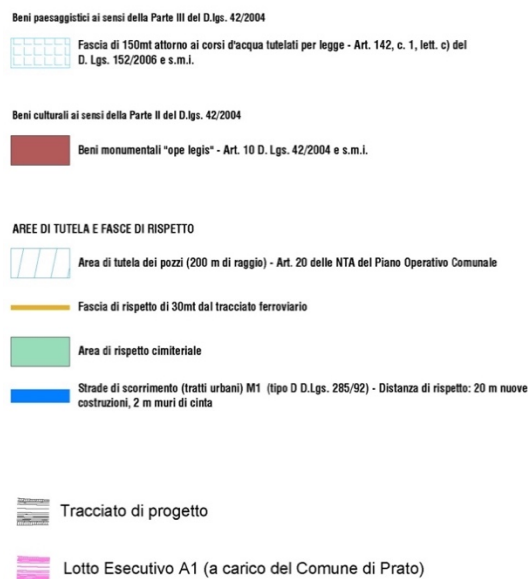 Beni paesaggistici ai sensi della Parte III del D.lgs. 42/2004
Fascia di 150mt attorno ai corsi d'acqua tutelati per legge - Art. 142, c. 1, lett. c) del
D. Lgs. 152/2006 e s.m.i.
Beni culturali ai sensi della Parte II del D.lgs. 42/2004
Beni monumentali "ope legis" - Art. 10 D. Lgs. 42/2004 e s.m.i.
AREE DI TUTELA E FASCE DI RISPETTO
Area di tutela dei pozzi (200 m di raggio) - Art. 20 delle NTA del Piano Operativo Comunale
Fascia di rispetto di 30mt dal tracciato ferroviario
Area di rispetto cimiteriale
Strade di scorrimento (tratti urbani) M1 (tipo D D.Lgs. 285/92) - Distanza di rispetto: 20 m nuove
costruzioni, 2 m muri di cinta
Tracciato di progetto
Lotto Esecutivo A1 (a carico del Comune di Prato)